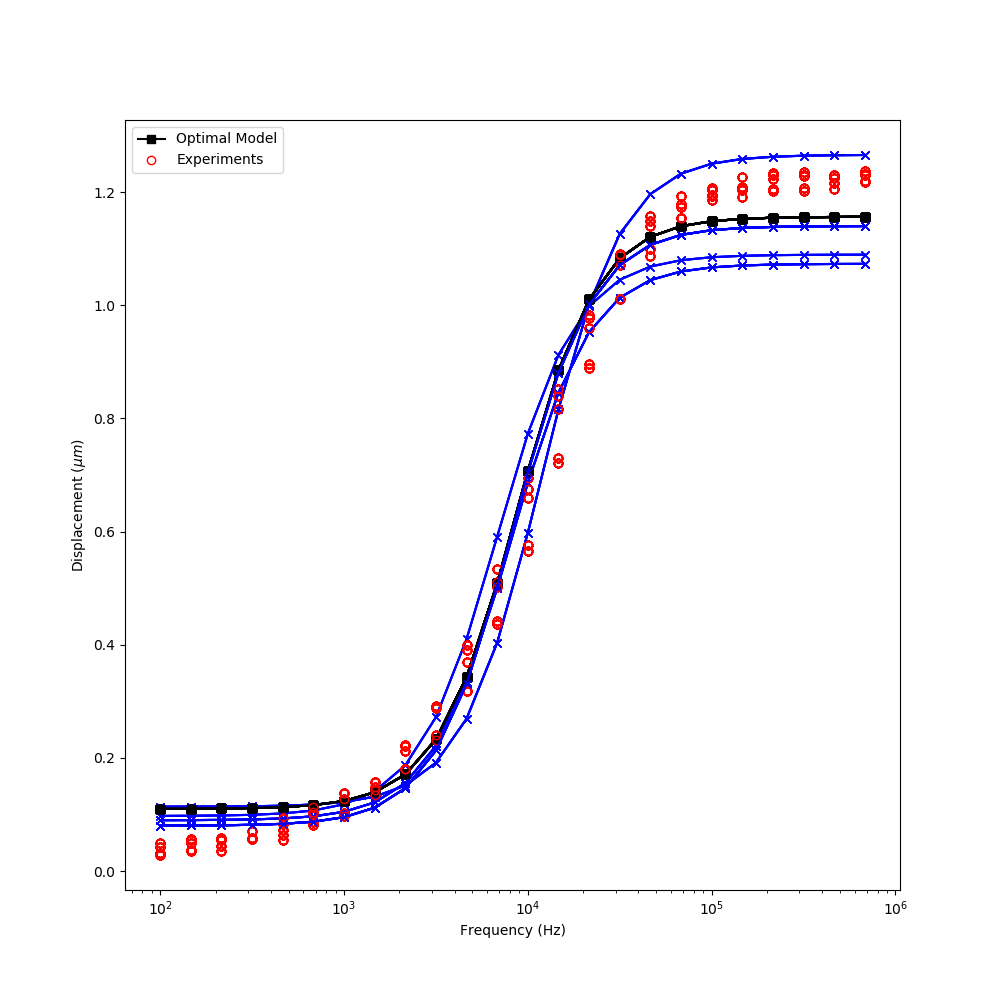 Optimal Model
Experiments
1.2
1.0
0.8
0.6
0.4
0.2
0.0
Displacement (μm)
10² 10³ 10⁴ 10⁵ 10⁶
Frequency (Hz)